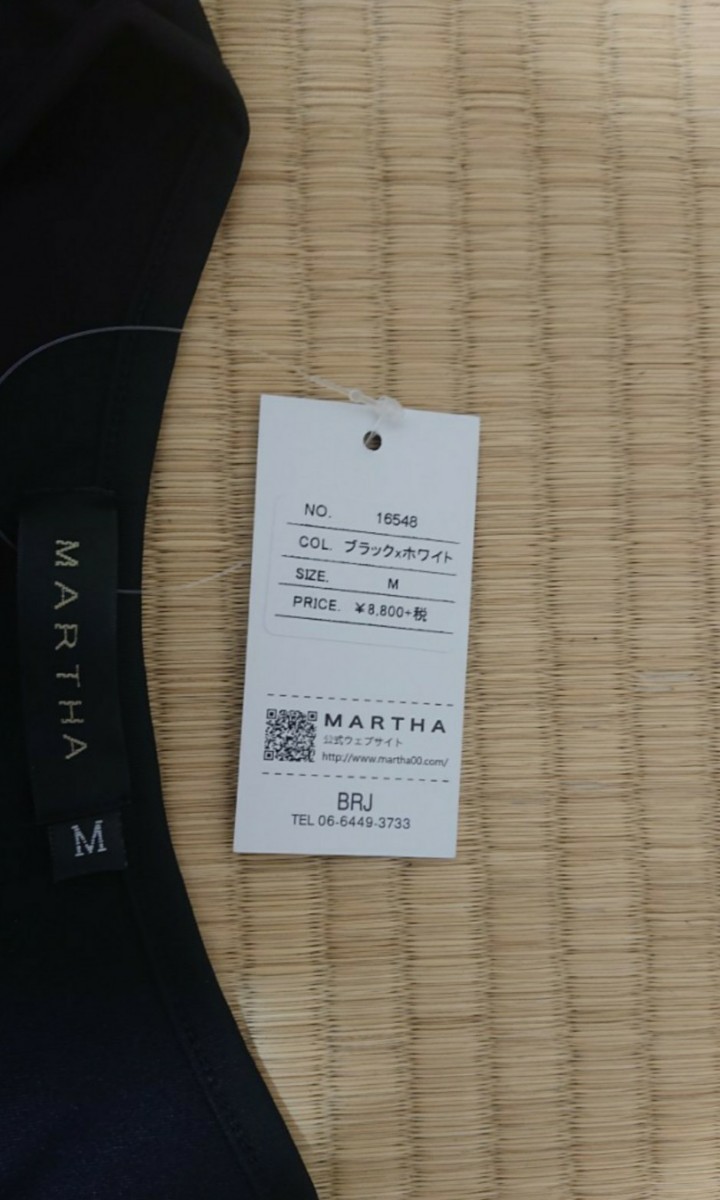 MARTHA
M
NO. 16548
COL. ブラック×ホワイト
SIZE. M
PRICE. ¥8,800+税
MARTHA
公式ウェブサイト
http://www.martha00.com/
BRJ
TEL 06-6449-3733